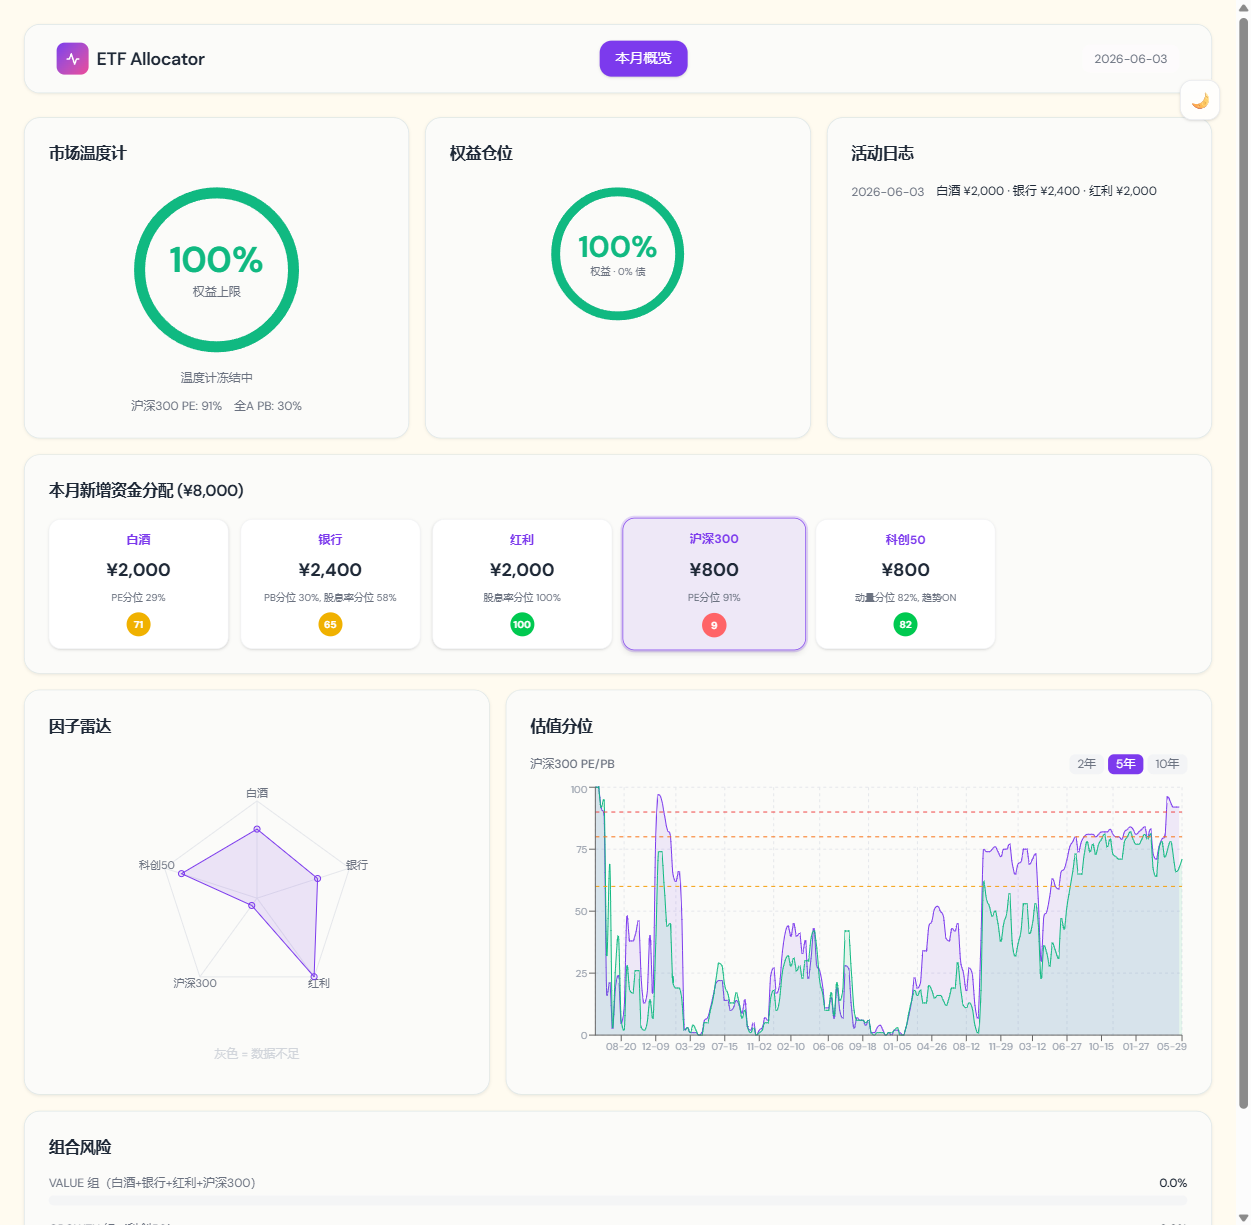 ETF Allocator
本月概览
2026-06-03
市场温度计
100%
权益上限
温度计冻结中
沪深300 PE: 91% 全A PB: 30%
权益仓位
100%
权益 · 0% 债
活动日志
2026-06-03 白酒 ¥2,000 · 银行 ¥2,400 · 红利 ¥2,000
本月新增资金分配 (¥8,000)
白酒
¥2,000
PE分位 29%
71
银行
¥2,400
PB分位 30%, 股息率分位 58%
65
红利
¥2,000
股息率分位 100%
100
沪深300
¥800
PE分位 91%
9
科创50
¥800
动量分位 82%, 趋势ON
82
因子雷达
白酒
银行
红利
沪深300
科创50
灰色 = 数据不足
估值分位
沪深300 PE/PB
2年 5年 10年
100
75
50
25
0
08-20 12-09 03-29 07-15 11-02 02-10 06-06 09-18 01-05 04-26 08-12 11-29 03-12 06-27 10-15 01-27 05-29
组合风险
VALUE 组（白酒+银行+红利+沪深300） 0.0%